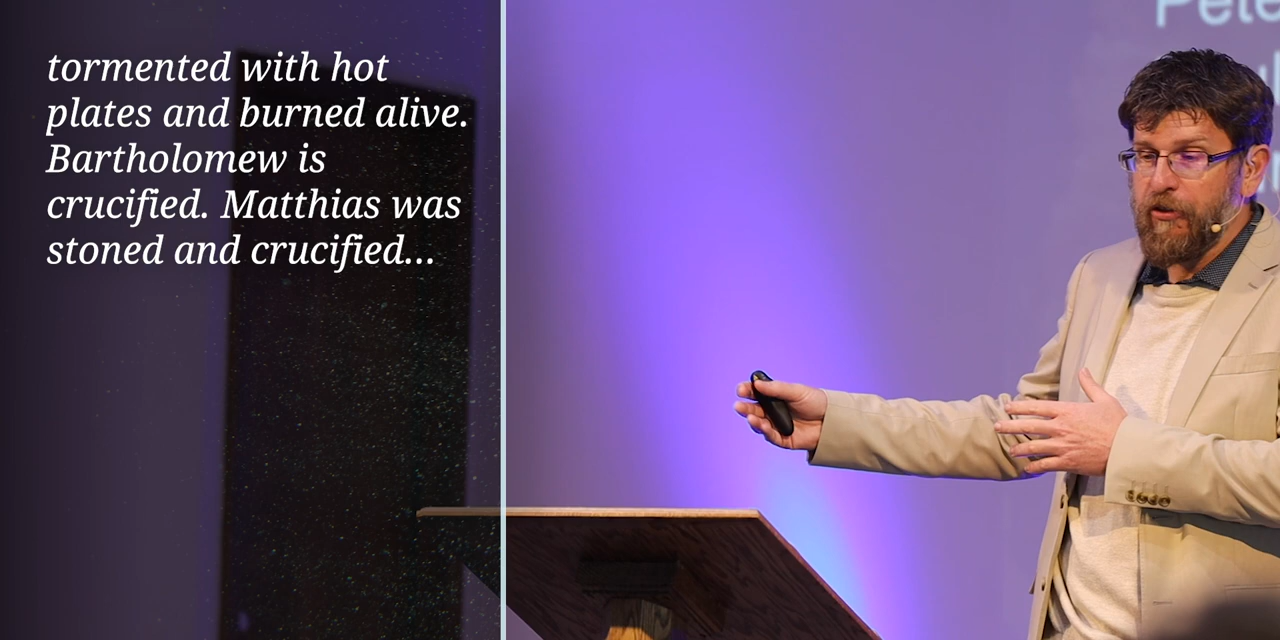 tormented with hot
plates and burned alive.
Bartholomew is
crucified. Matthias was
stoned and crucified...